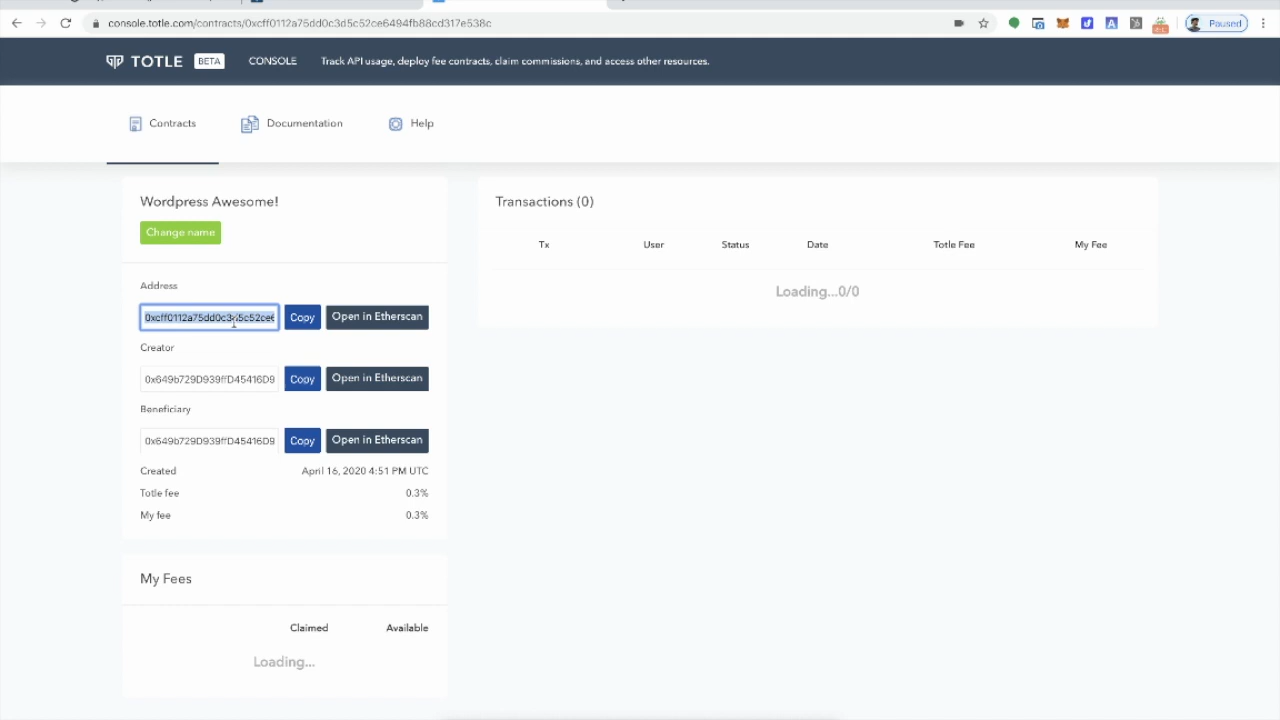 console.totle.com/contracts/0xcff0112a75dd0c3d5c52ce6494fb88cd317e538c
Paused
TOTLE BETA CONSOLE Track API usage, deploy fee contracts, claim commissions, and access other resources.
Contracts Documentation Help
Wordpress Awesome!
Change name
Address
0xcff0112a75dd0c3d5c52ce6 Copy Open in Etherscan
Creator
0x649b729D939ffD45416D9 Copy Open in Etherscan
Beneficiary
0x649b729D939ffD45416D9 Copy Open in Etherscan
Created April 16, 2020 4:51 PM UTC
Totle fee 0.3%
My fee 0.3%
My Fees
Claimed Available
Loading...
Transactions (0)
Tx User Status Date Totle Fee My Fee
Loading...0/0